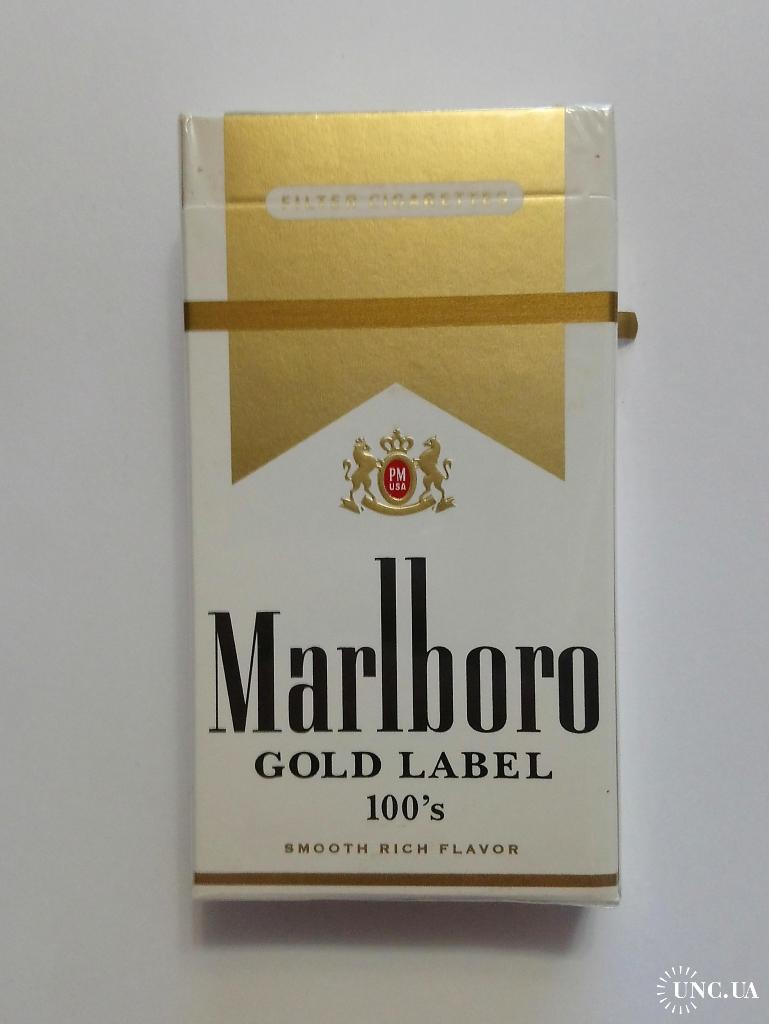 FILTER CIGARETTES
PM
USA
Marlboro
GOLD LABEL
100's
SMOOTH RICH FLAVOR
UNC.UA